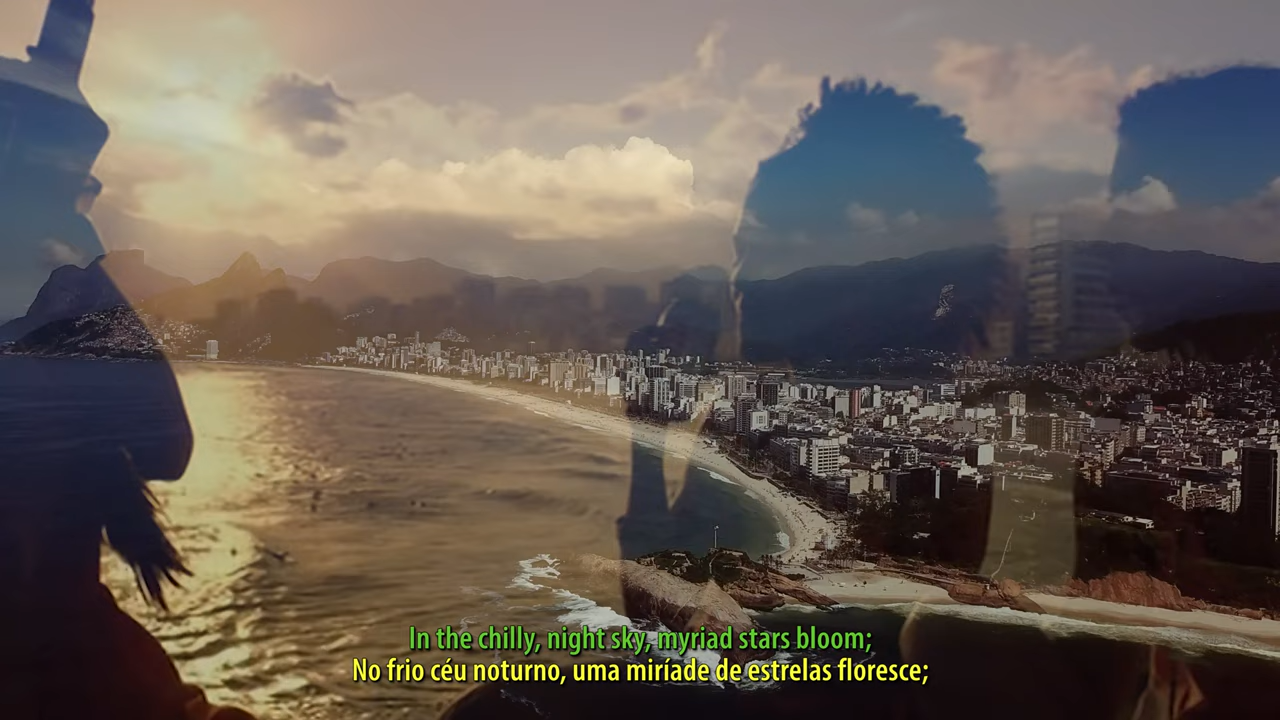 In the chilly, night sky, myriad stars bloom;
No frio céu noturno, uma miríade de estrelas floresce;